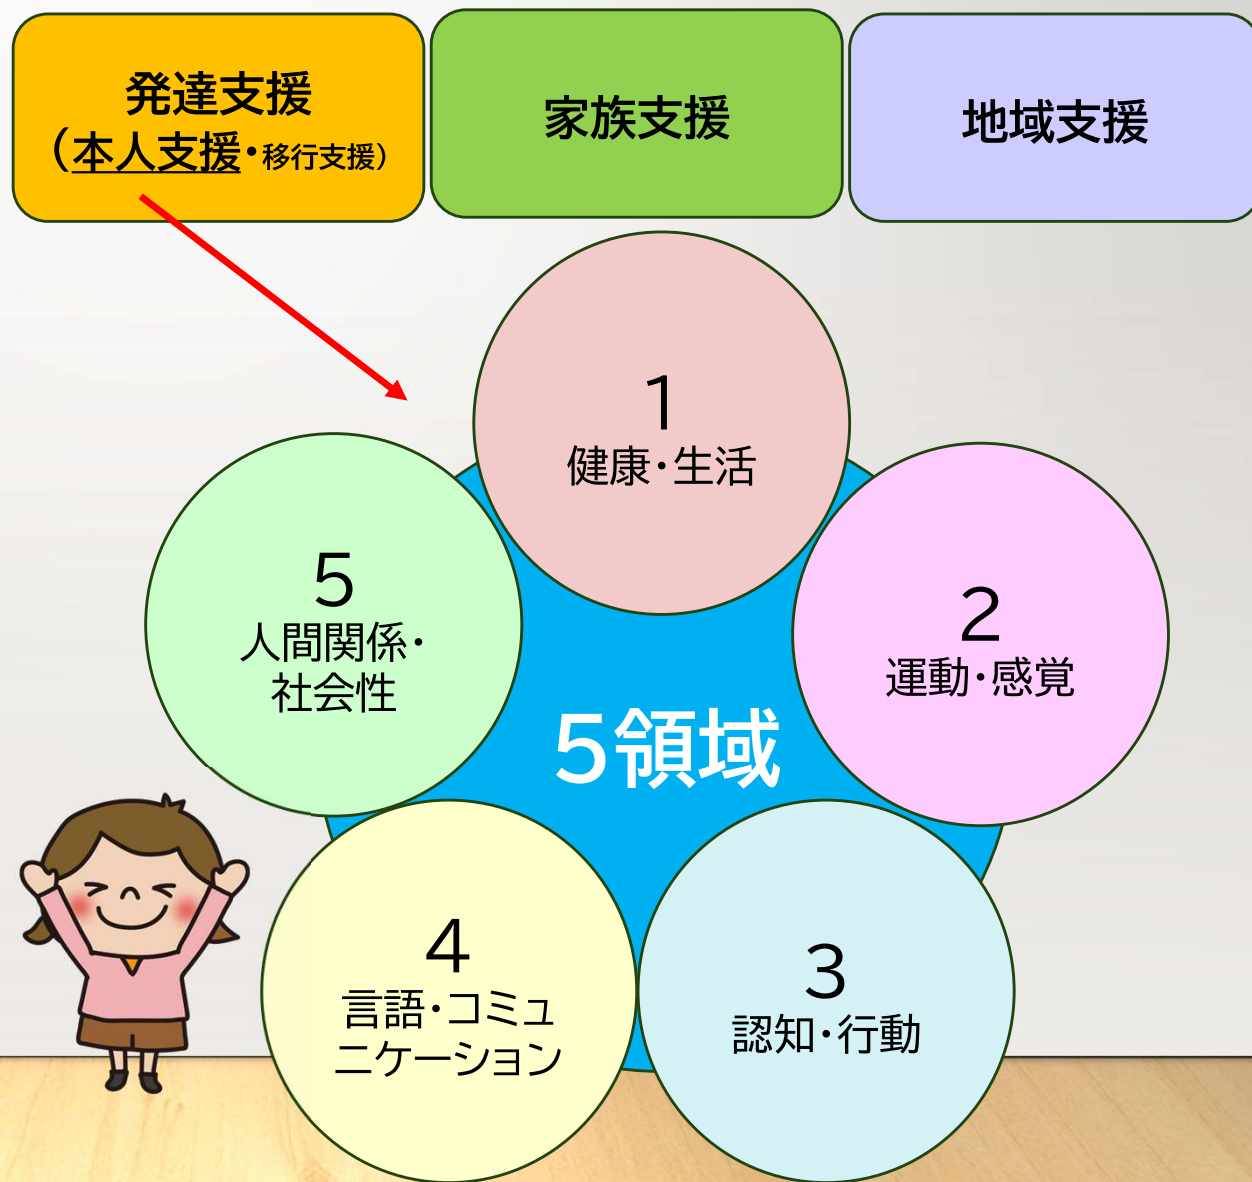 発達支援
(本人支援・移行支援)
家族支援
地域支援
1
健康・生活
2
運動・感覚
3
認知・行動
4
言語・コミュ
ニケーション
5
人間関係・
社会性
5領域